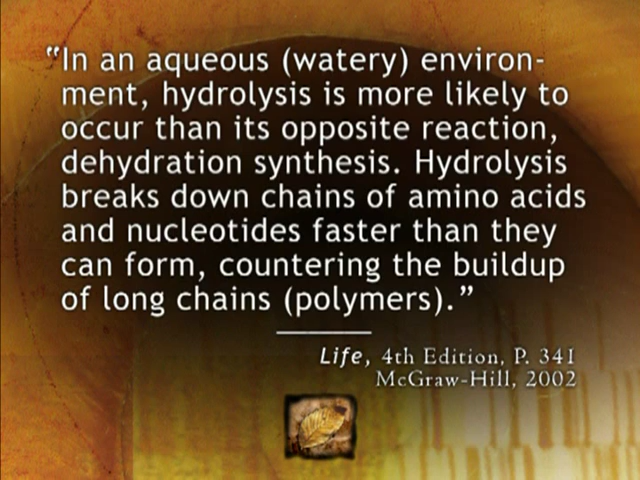 “In an aqueous (watery) environ-
ment, hydrolysis is more likely to
occur than its opposite reaction,
dehydration synthesis. Hydrolysis
breaks down chains of amino acids
and nucleotides faster than they
can form, countering the buildup
of long chains (polymers).”
Life, 4th Edition, P. 341
McGraw-Hill, 2002